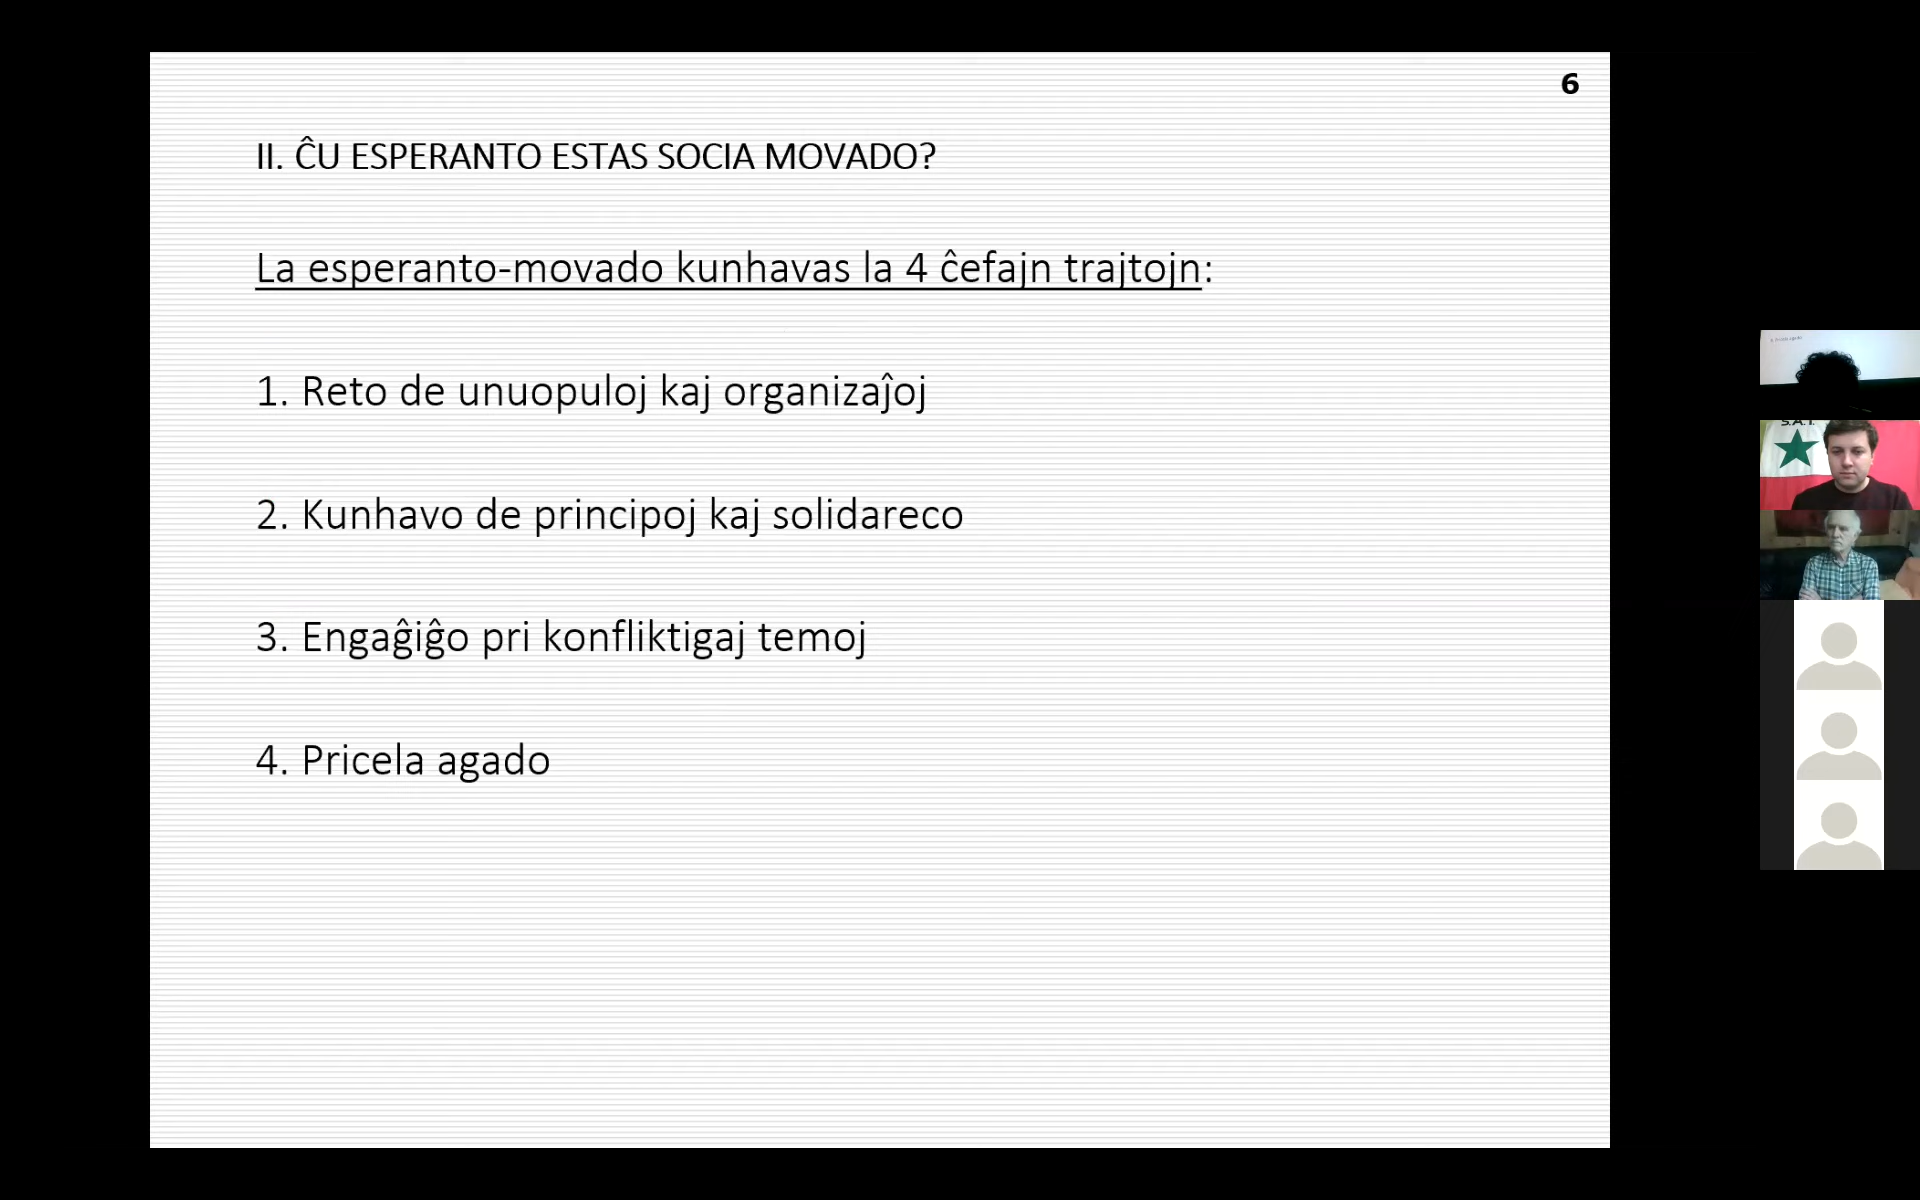 6
II. ĈU ESPERANTO ESTAS SOCIA MOVADO?
La esperanto-movado kunhavas la 4 ĉefajn trajtojn:
1. Reto de unuopuloj kaj organizaĵoj
2. Kunhavo de principoj kaj solidareco
3. Engaĝiĝo pri konfliktigaj temoj
4. Pricela agado
S.A.T.